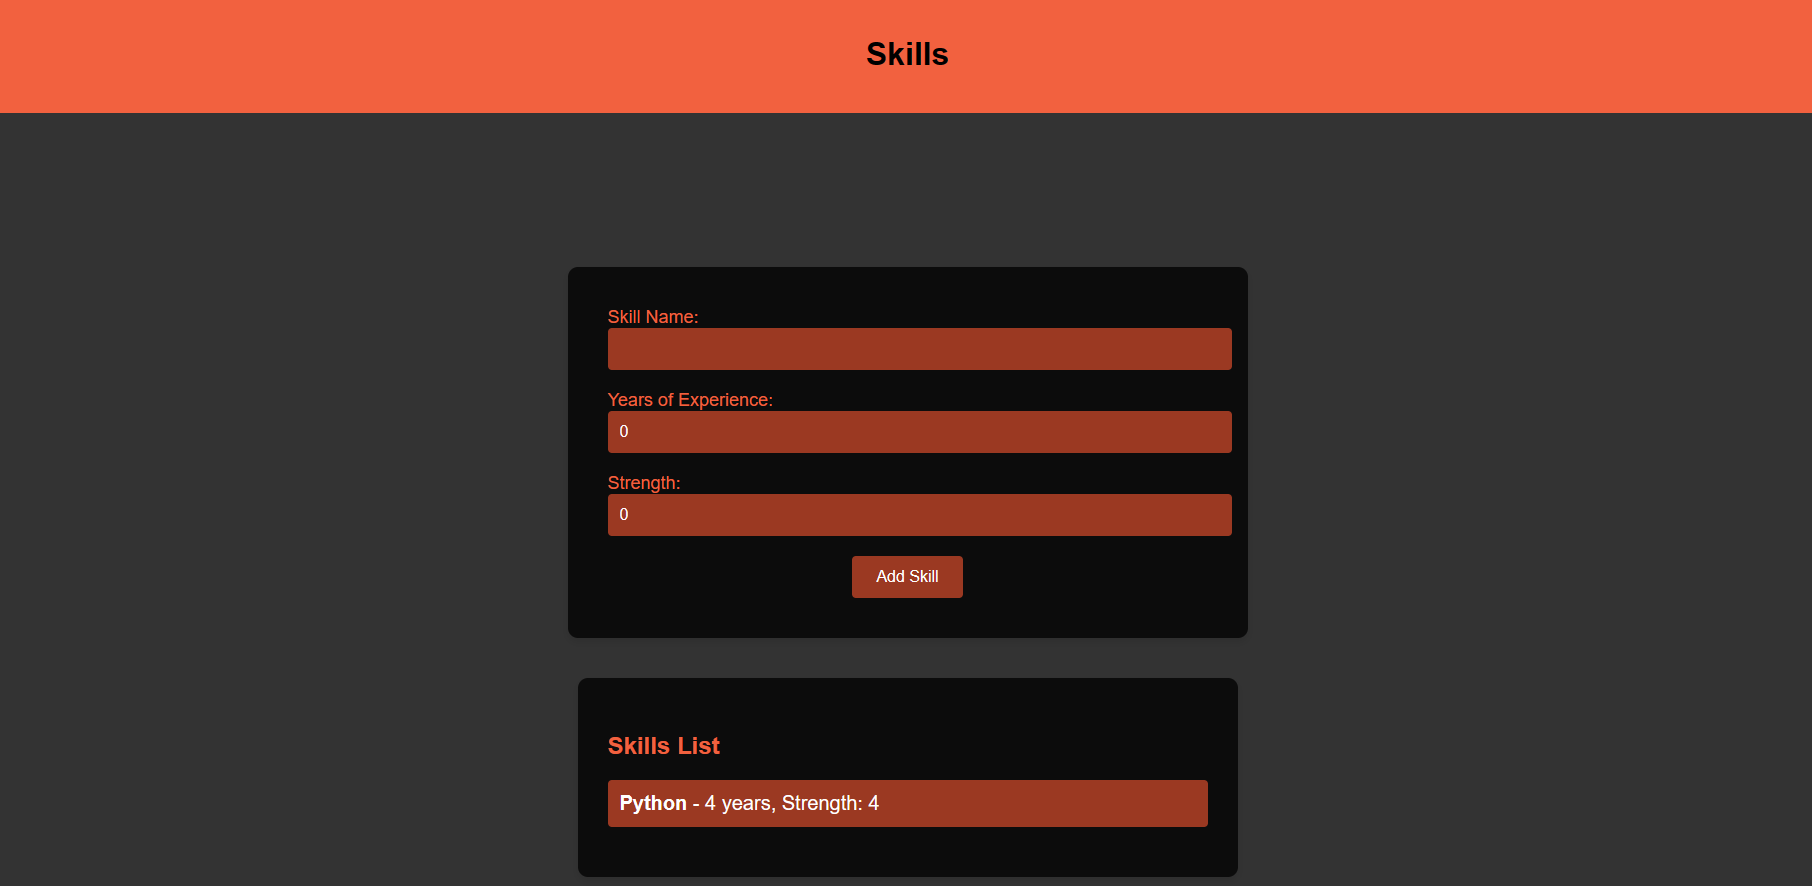 Skills
Skill Name:
Years of Experience:
0
Strength:
0
Add Skill
Skills List
Python - 4 years, Strength: 4